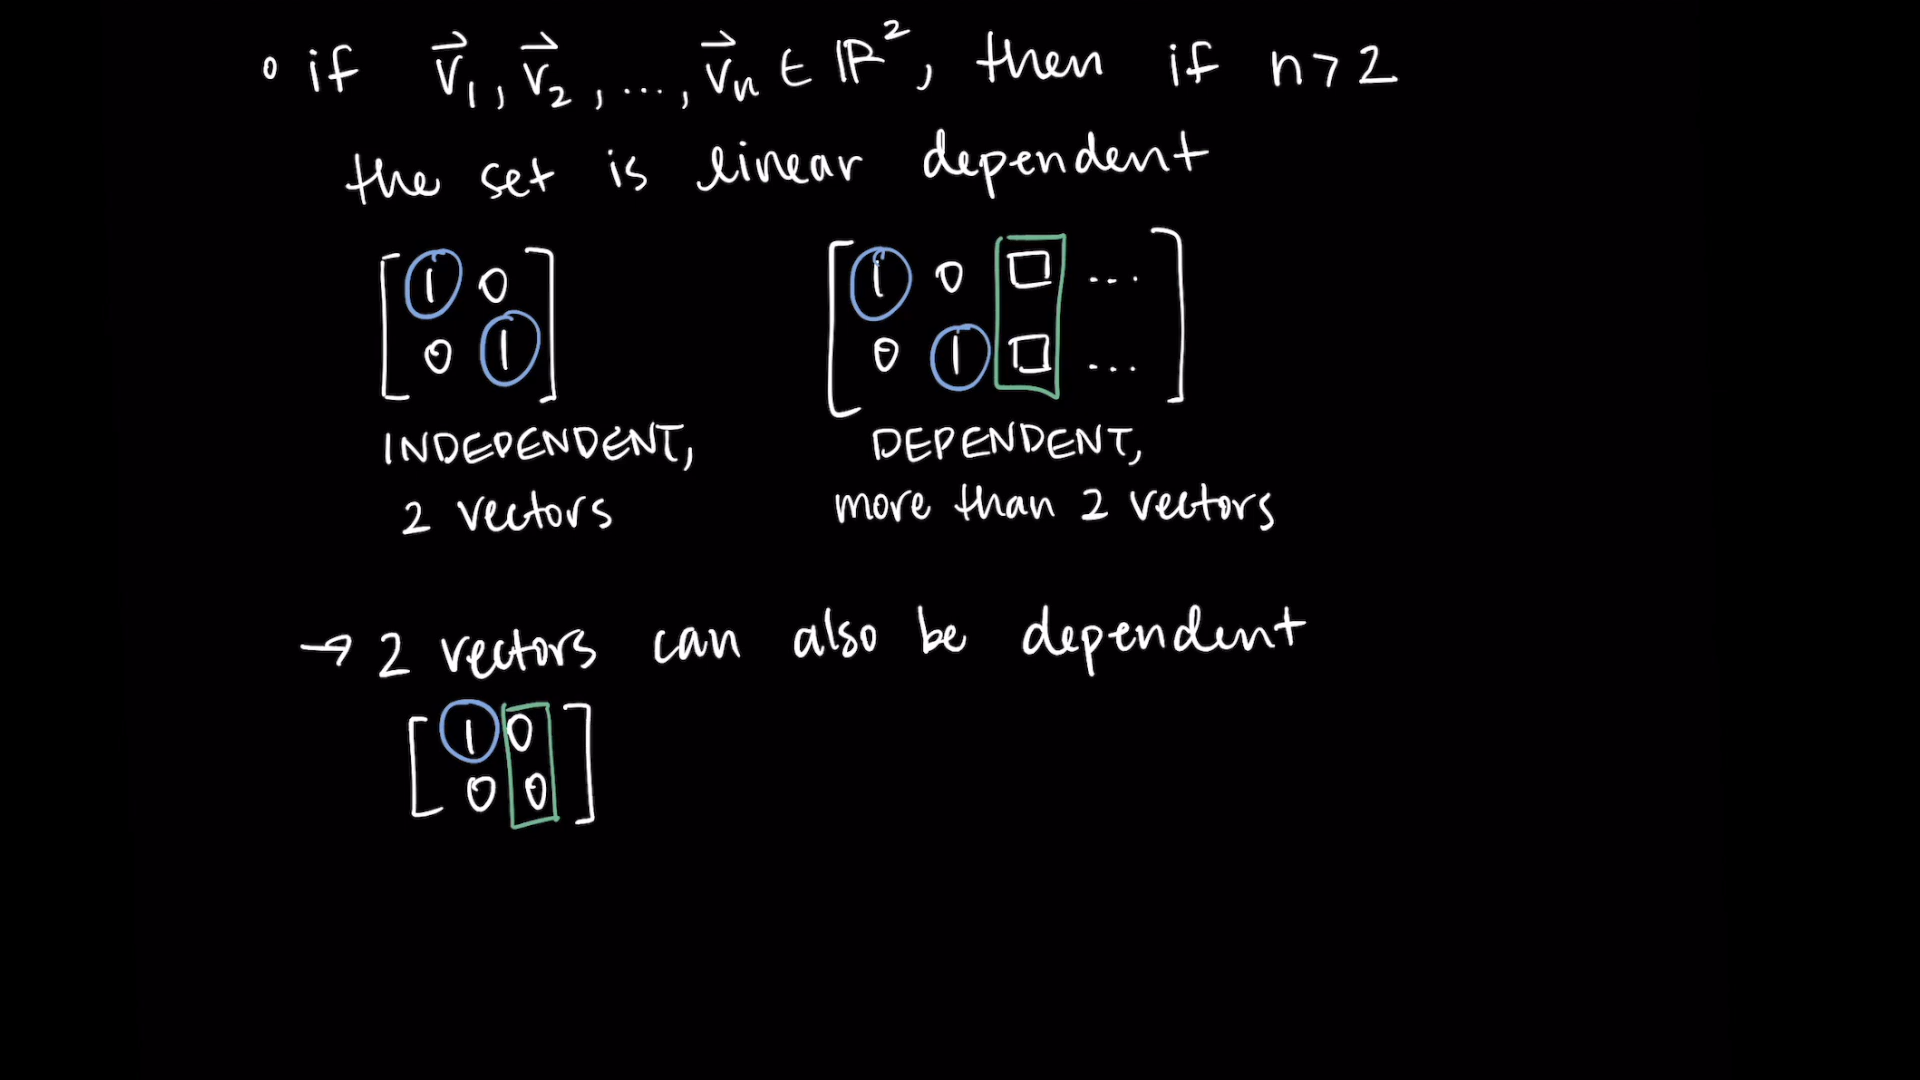 ∘ if v⃗₁, v⃗₂, ..., v⃗ₙ ∈ ℝ², then if n > 2
the set is linear dependent
[ 1 0
0 1 ]
[ 1 0 □ ...
0 1 □ ... ]
INDEPENDENT,
2 vectors
DEPENDENT,
more than 2 vectors
→ 2 vectors can also be dependent
[ 1 0
0 0 ]